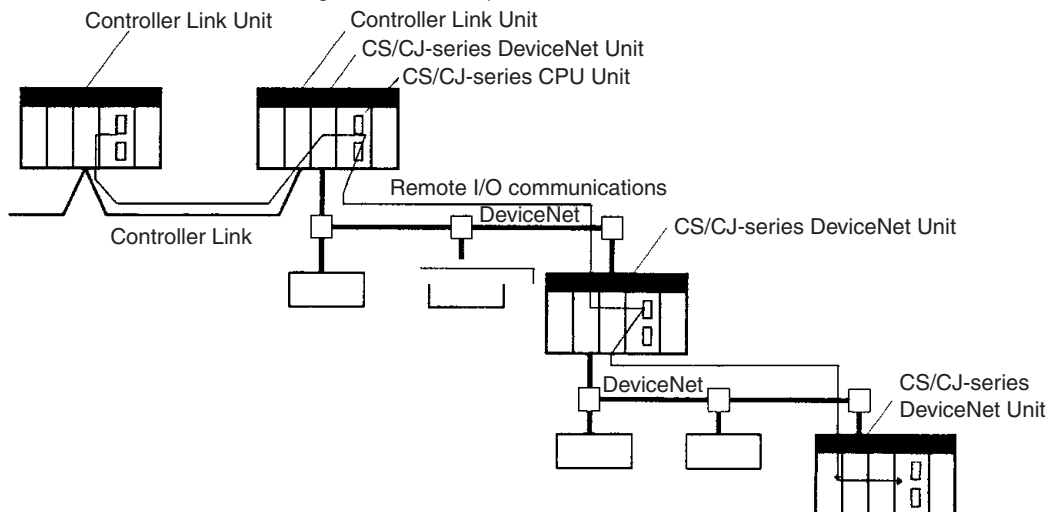 Controller Link Unit
Controller Link Unit
CS/CJ-series DeviceNet Unit
CS/CJ-series CPU Unit
Remote I/O communications
DeviceNet
CS/CJ-series DeviceNet Unit
Controller Link
DeviceNet
CS/CJ-series
DeviceNet Unit